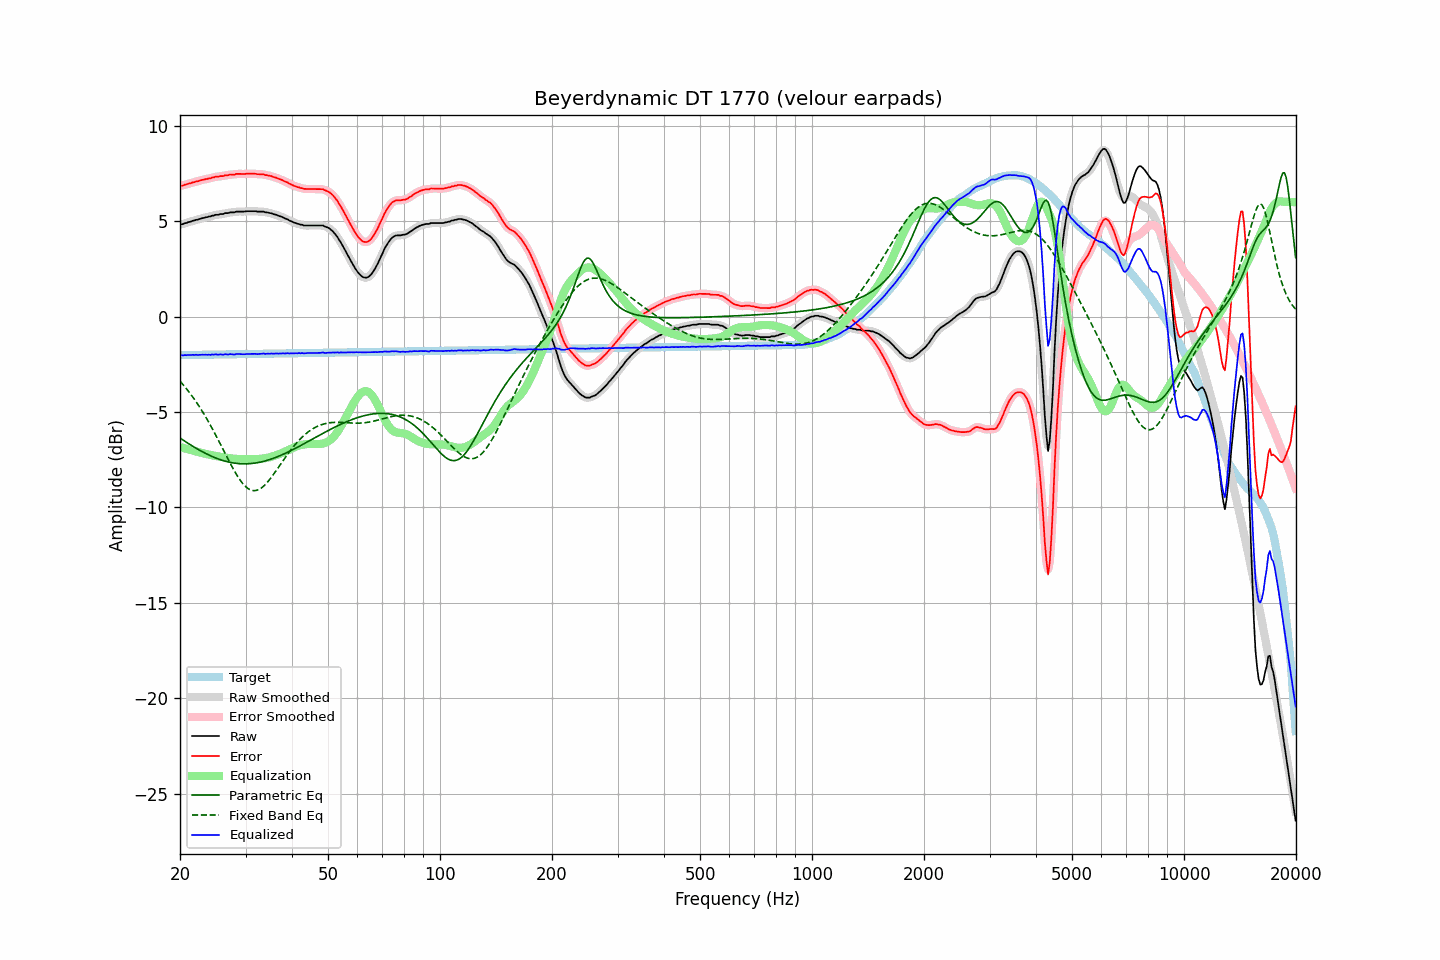 Beyerdynamic DT 1770 (velour earpads)
10
5
0
−5
−10
−15
−20
−25
Amplitude (dBr)
Target
Raw Smoothed
Error Smoothed
Raw
Error
Equalization
Parametric Eq
Fixed Band Eq
Equalized
20 50 100 200 500 1000 2000 5000 10000 20000
Frequency (Hz)